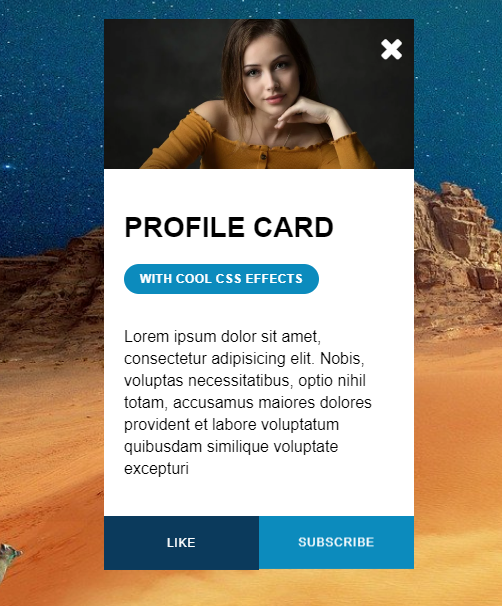 PROFILE CARD
WITH COOL CSS EFFECTS
Lorem ipsum dolor sit amet,
consectetur adipisicing elit. Nobis,
voluptas necessitatibus, optio nihil
totam, accusamus maiores dolores
provident et labore voluptatum
quibusdam similique voluptate
excepturi
LIKE
SUBSCRIBE